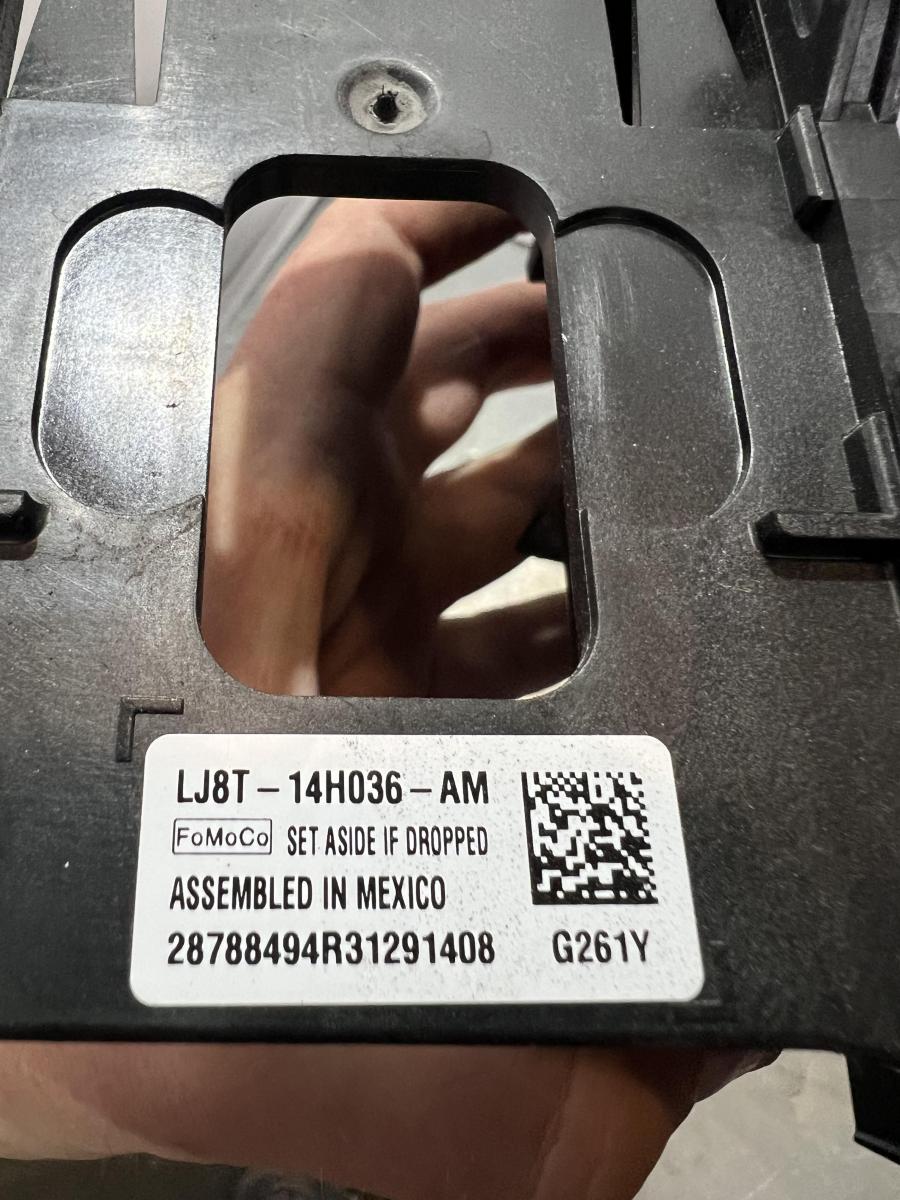 LJ8T – 14H036 – AM
FoMoCo SET ASIDE IF DROPPED
ASSEMBLED IN MEXICO
28788494R31291408 G261Y